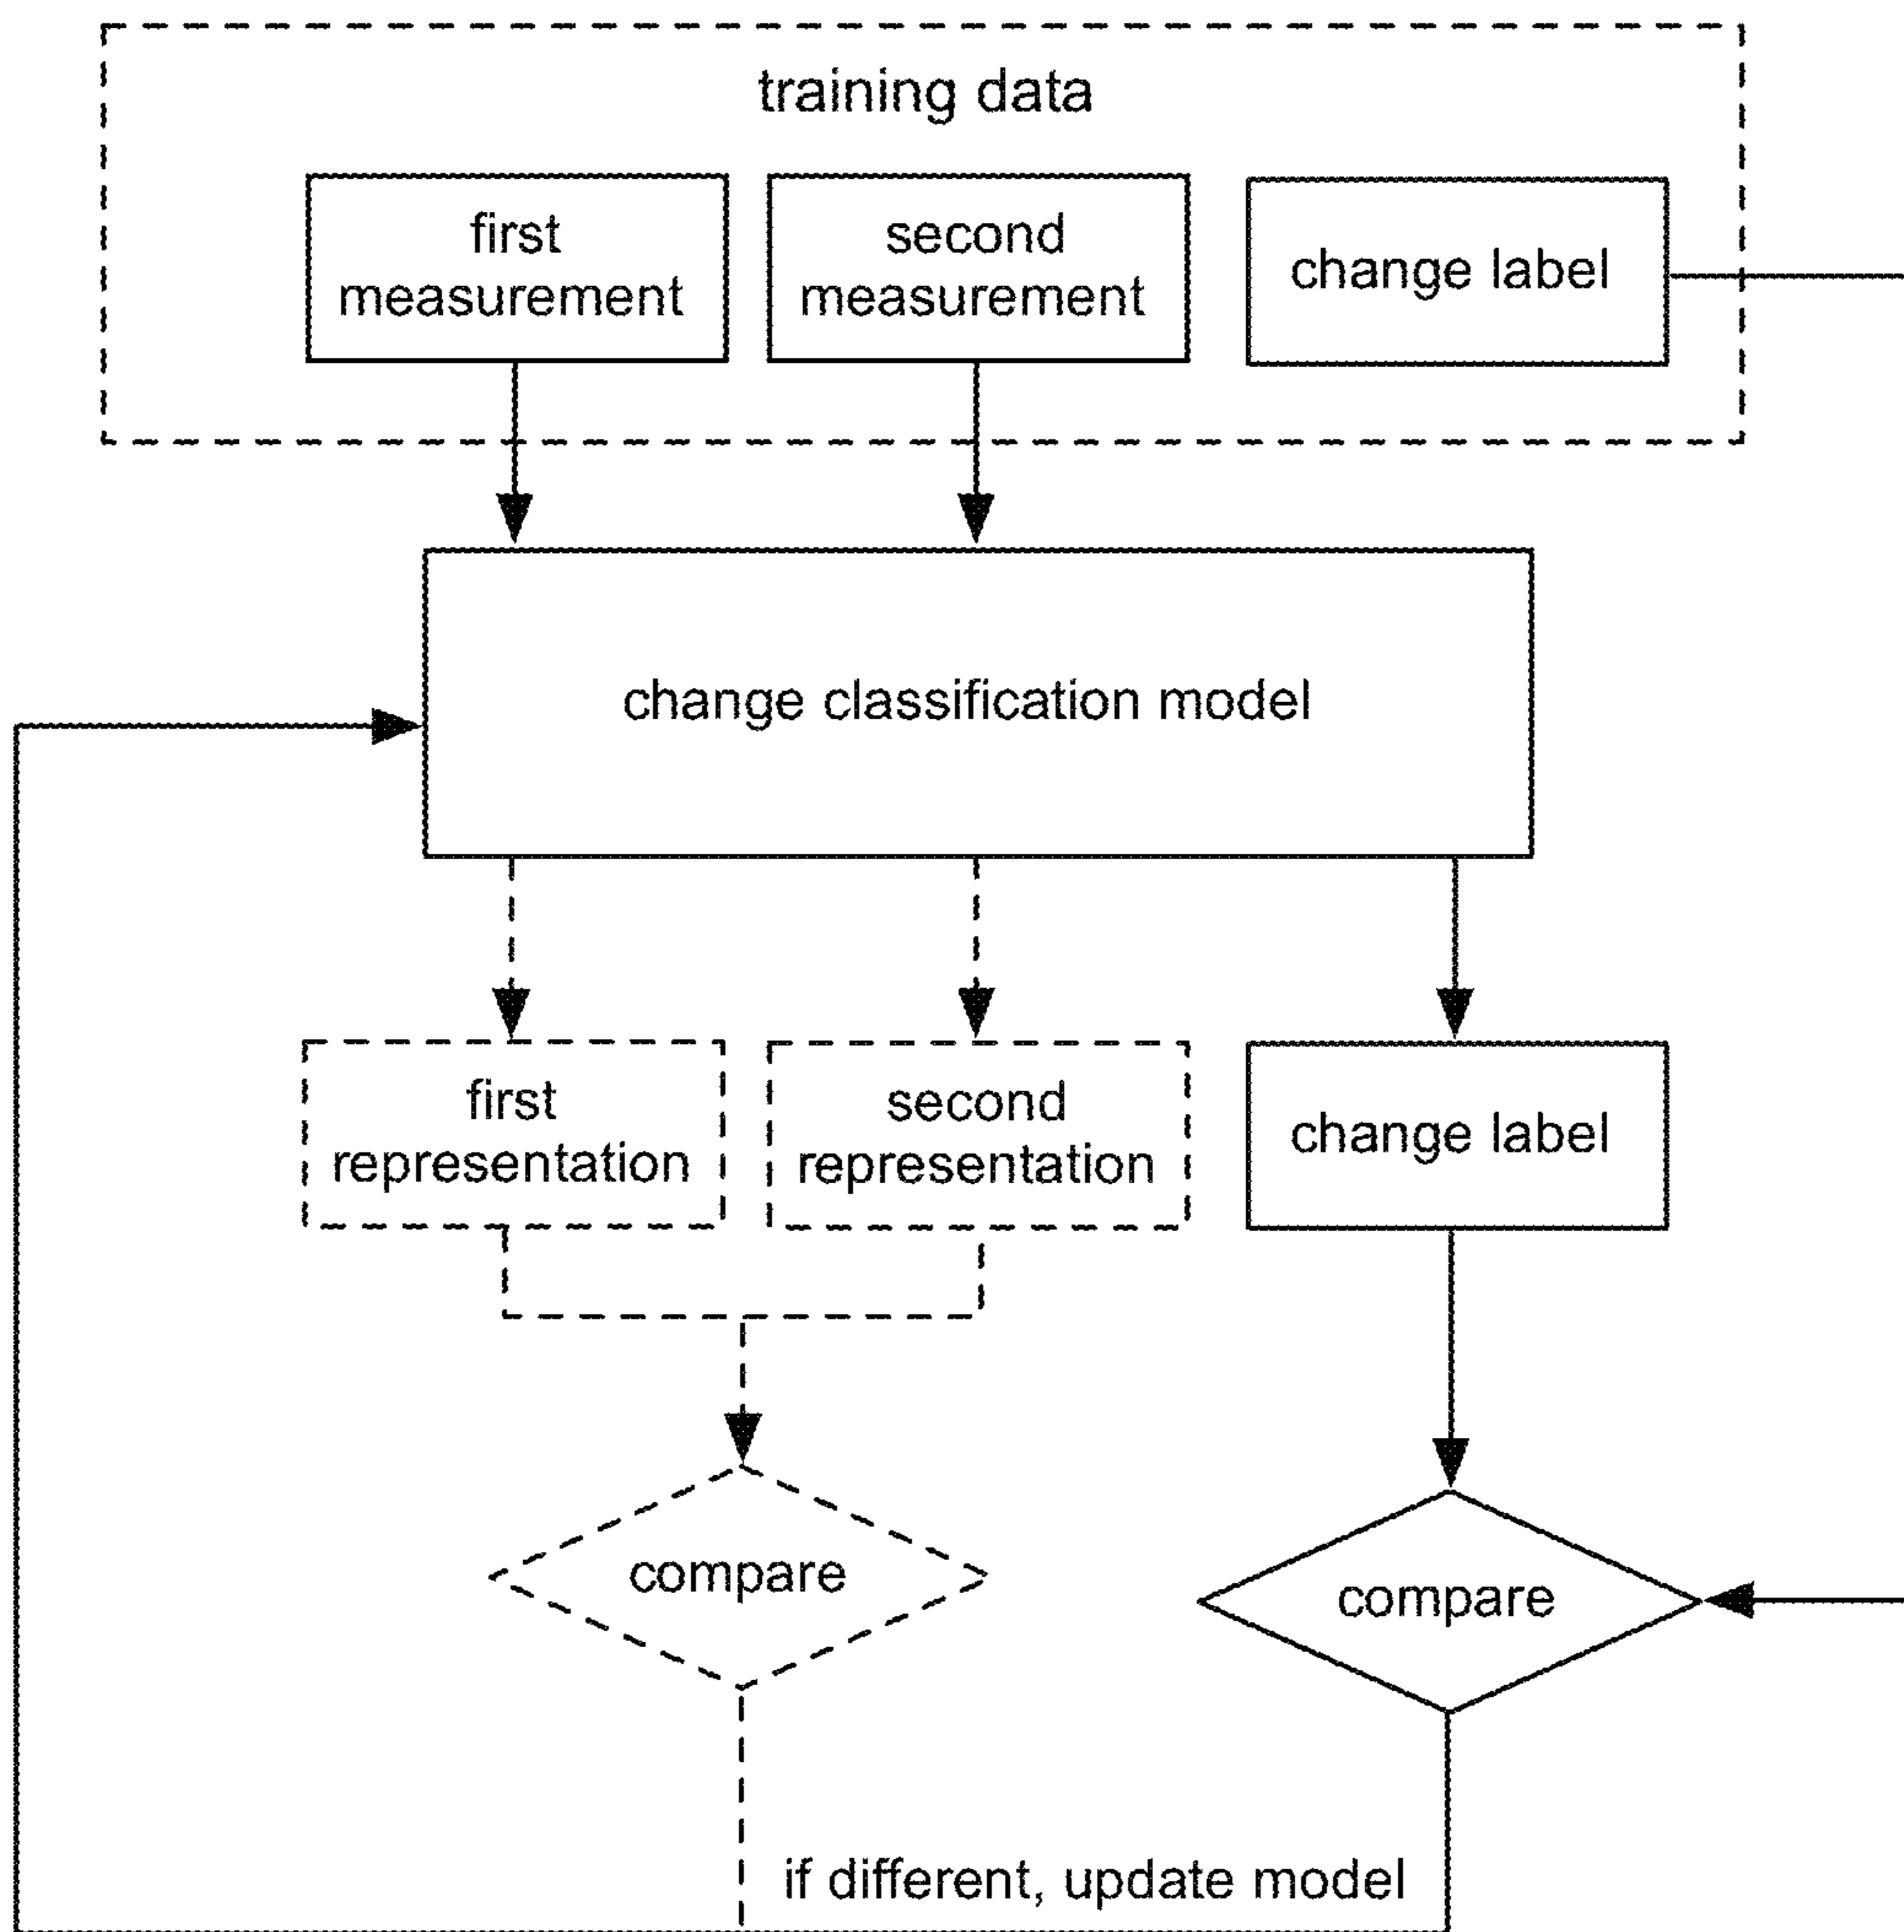 training data
first
measurement
second
measurement
change label
change classification model
first
representation
second
representation
change label
compare
compare
if different, update model